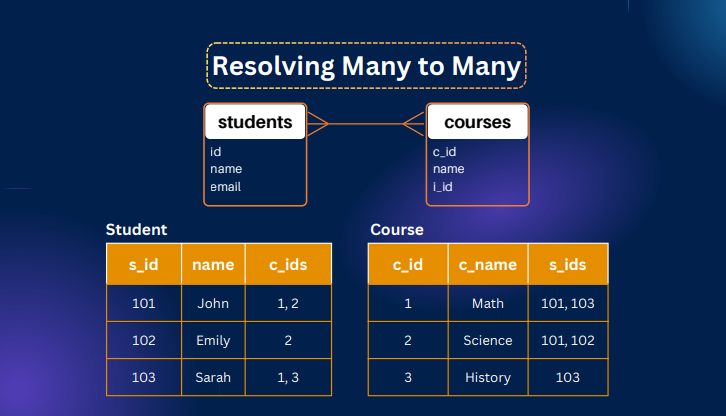 Resolving Many to Many
students
id
name
email
courses
c_id
name
i_id
Student
s_id name c_ids
101 John 1, 2
102 Emily 2
103 Sarah 1, 3
Course
c_id c_name s_ids
1 Math 101, 103
2 Science 101, 102
3 History 103